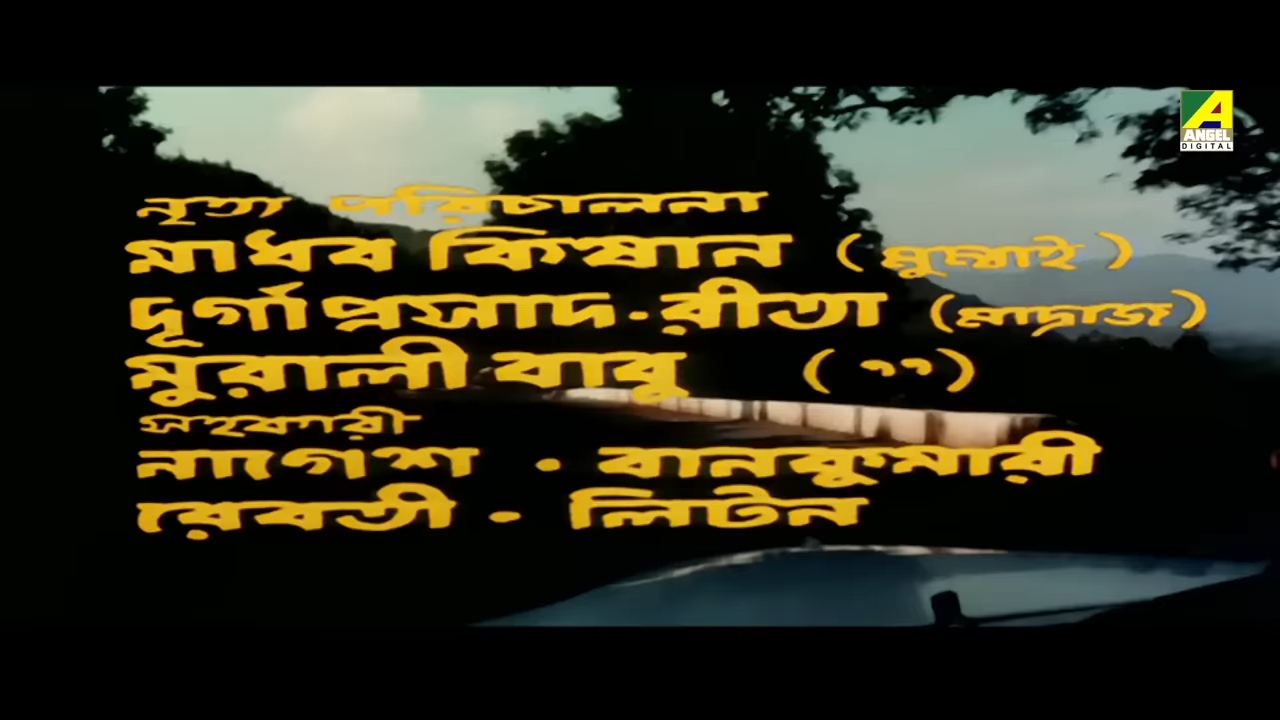 ANGEL
DIGITAL
নৃত্য পরিচালনা
মাধব কিষান (মুম্বাই)
দূর্গাপ্রসাদ·রীতা (মাদ্রাজ)
মুরালী বাবু (")
সহকারী
নাগেশ · বানকুমারী
রেবতী · লিটন